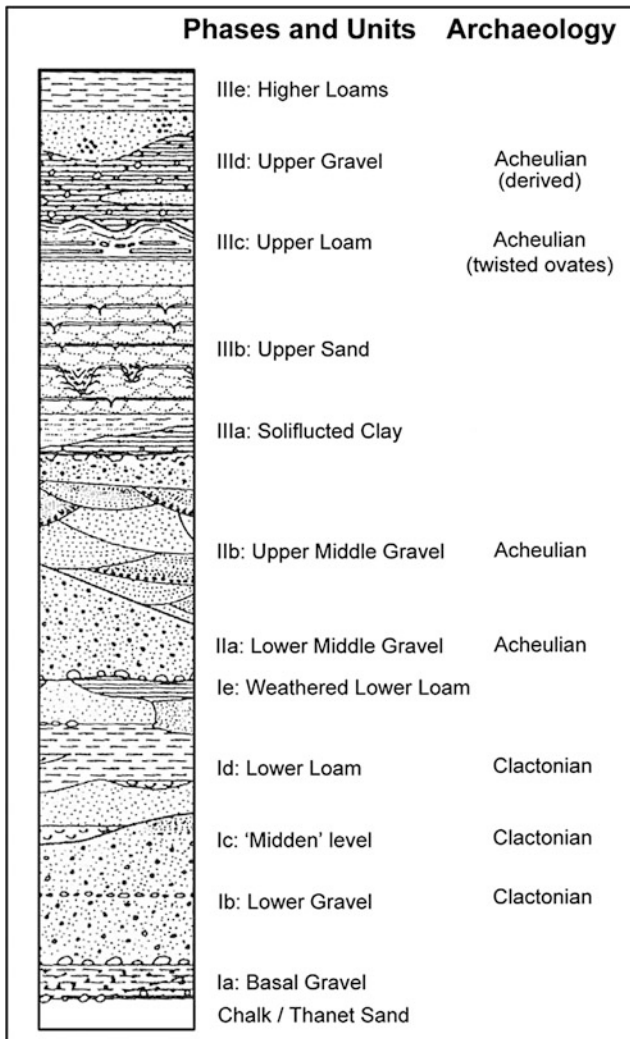 Phases and Units Archaeology
IIIe: Higher Loams
IIId: Upper Gravel Acheulian
(derived)
IIIc: Upper Loam Acheulian
(twisted ovates)
IIIb: Upper Sand
IIIa: Soliflucted Clay
IIb: Upper Middle Gravel Acheulian
IIa: Lower Middle Gravel Acheulian
Ie: Weathered Lower Loam
Id: Lower Loam Clactonian
Ic: ‘Midden’ level Clactonian
Ib: Lower Gravel Clactonian
Ia: Basal Gravel
Chalk / Thanet Sand